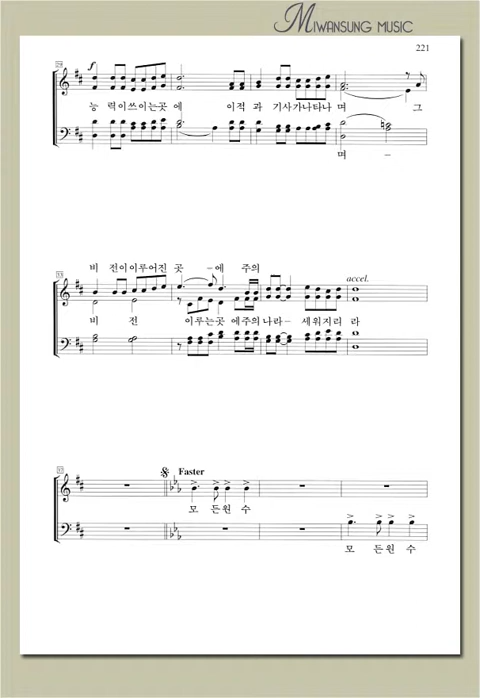 MIWANSUNG MUSIC
221
29
f
능 력이쓰이는곳 에 이적 과 기사가나타나 며 그
며 –
비 전이이루어진 곳 –에 주의
33
accel.
비 전 이루는곳 에주의나라– 세워지리 라
37
Faster
모 든원 수
모 든원 수